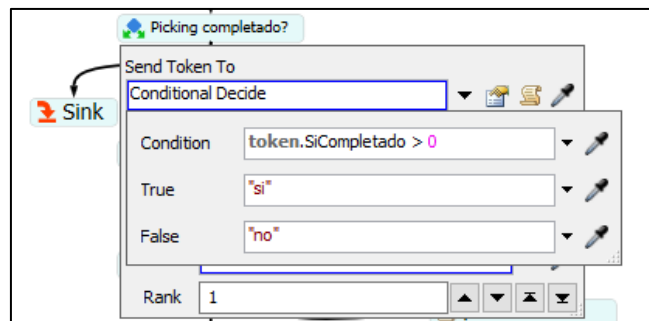 Picking completado?
Send Token To
Conditional Decide
Sink
Condition token.SiCompletado > 0
True "si"
False "no"
Rank 1